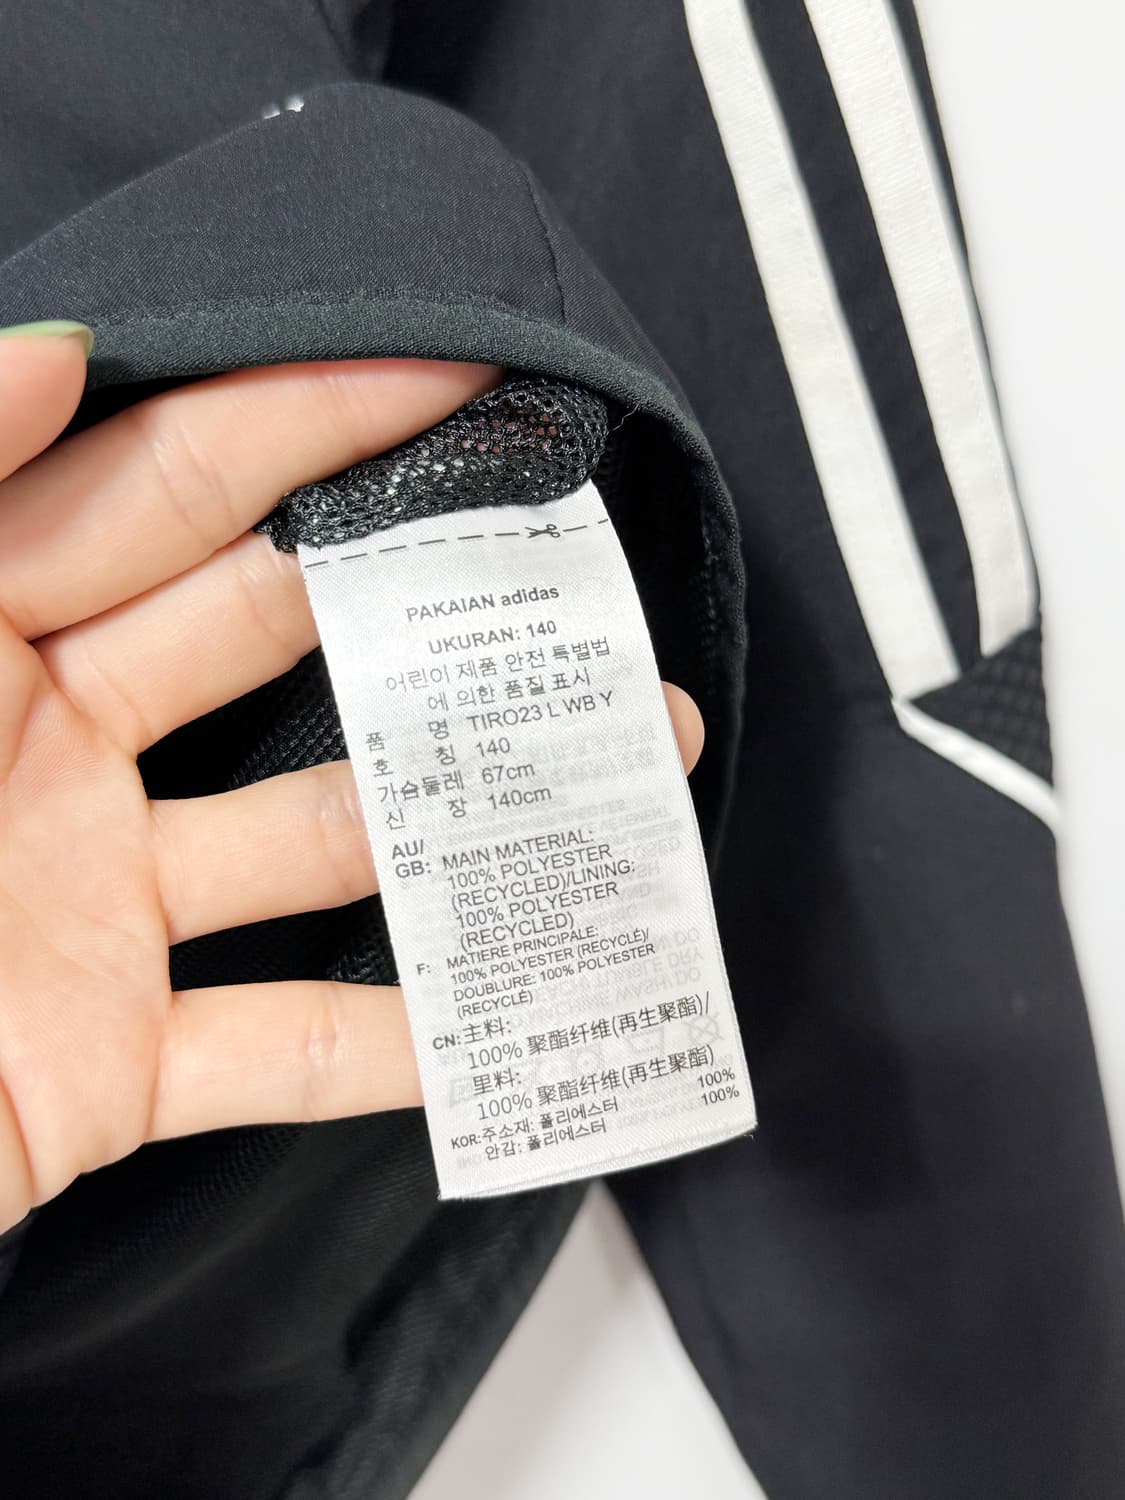 PAKAIAN adidas
UKURAN: 140
어린이 제품 안전 특별법
에 의한 품질 표시
품 명 TIRO23 L WB Y
호 칭 140
가슴둘레 67cm
신 장 140cm
AU/
GB: MAIN MATERIAL:
100% POLYESTER
(RECYCLED)/LINING:
100% POLYESTER
(RECYCLED)
F: MATIERE PRINCIPALE:
100% POLYESTER (RECYCLÉ)/
DOUBLURE: 100% POLYESTER
(RECYCLÉ)
CN: 主料:
100% 聚酯纤维(再生聚酯)/
里料:
100% 聚酯纤维(再生聚酯)
KOR: 주소재: 폴리에스터 100%
안감: 폴리에스터 100%